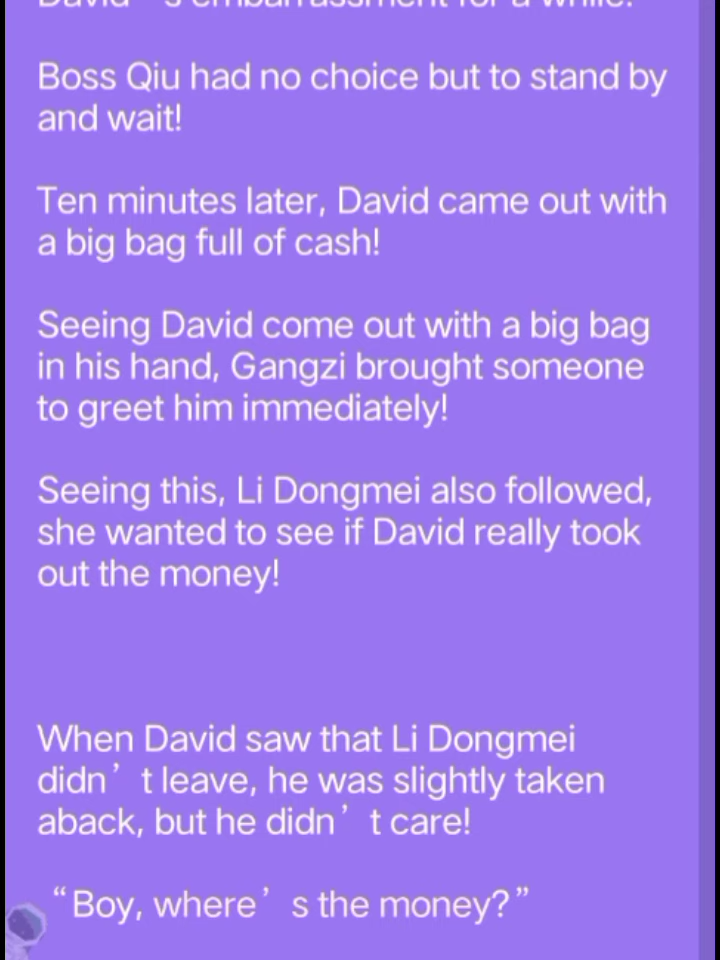 David’ s embarrassment for a while!
Boss Qiu had no choice but to stand by
and wait!
Ten minutes later, David came out with
a big bag full of cash!
Seeing David come out with a big bag
in his hand, Gangzi brought someone
to greet him immediately!
Seeing this, Li Dongmei also followed,
she wanted to see if David really took
out the money!
When David saw that Li Dongmei
didn’ t leave, he was slightly taken
aback, but he didn’ t care!
“Boy, where’ s the money?”